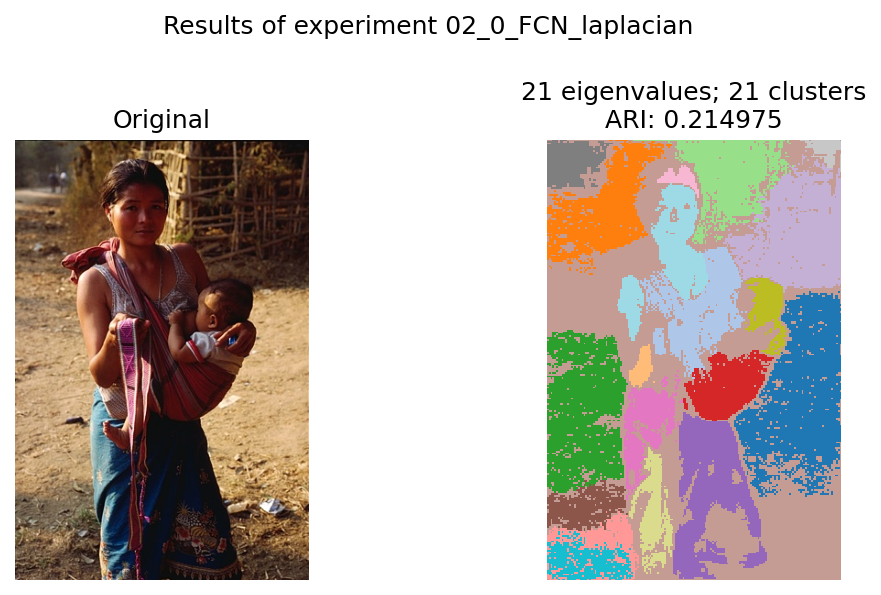 Results of experiment 02_0_FCN_laplacian
Original
21 eigenvalues; 21 clusters
ARI: 0.214975